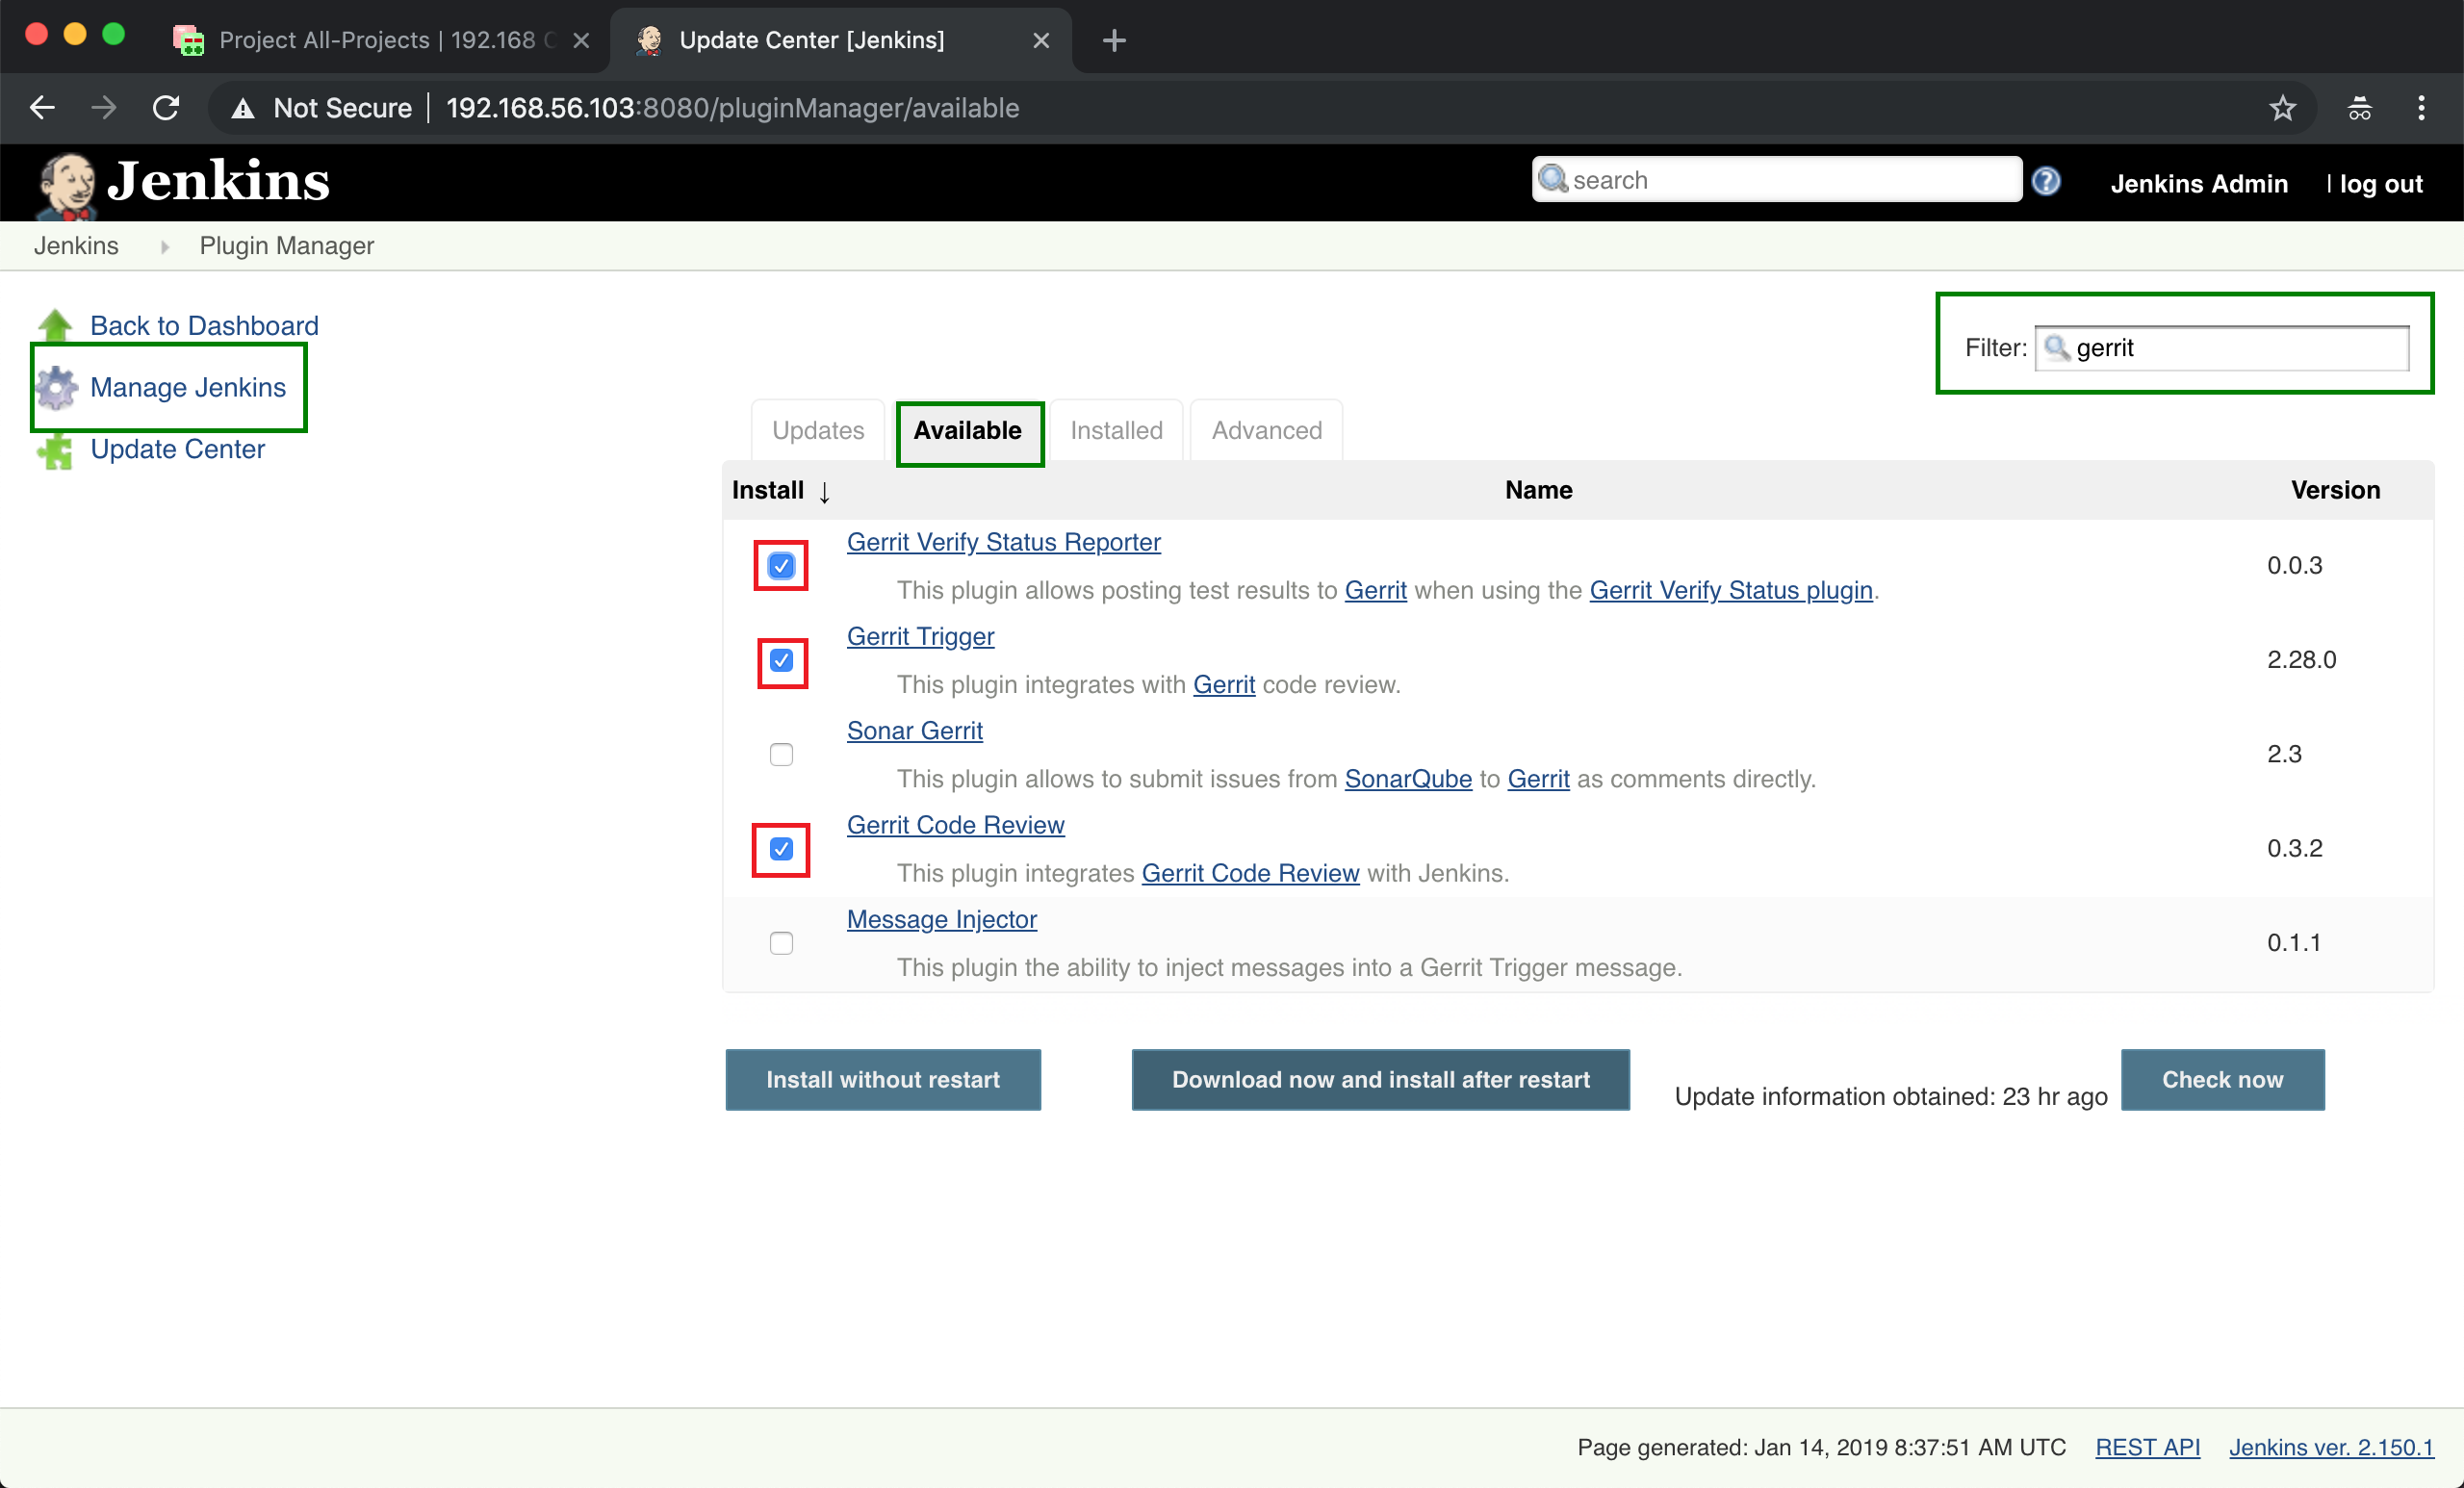 Project All-Projects | 192.168
Update Center [Jenkins]
Not Secure
192.168.56.103:8080/pluginManager/available
Jenkins
search
Jenkins Admin
| log out
Jenkins
Plugin Manager
Back to Dashboard
Manage Jenkins
Update Center
Filter: gerrit
Updates
Available
Installed
Advanced
Install ↓
Name
Version
Gerrit Verify Status Reporter
This plugin allows posting test results to Gerrit when using the Gerrit Verify Status plugin.
0.0.3
Gerrit Trigger
This plugin integrates with Gerrit code review.
2.28.0
Sonar Gerrit
This plugin allows to submit issues from SonarQube to Gerrit as comments directly.
2.3
Gerrit Code Review
This plugin integrates Gerrit Code Review with Jenkins.
0.3.2
Message Injector
This plugin the ability to inject messages into a Gerrit Trigger message.
0.1.1
Install without restart
Download now and install after restart
Update information obtained: 23 hr ago
Check now
Page generated: Jan 14, 2019 8:37:51 AM UTC
REST API
Jenkins ver. 2.150.1